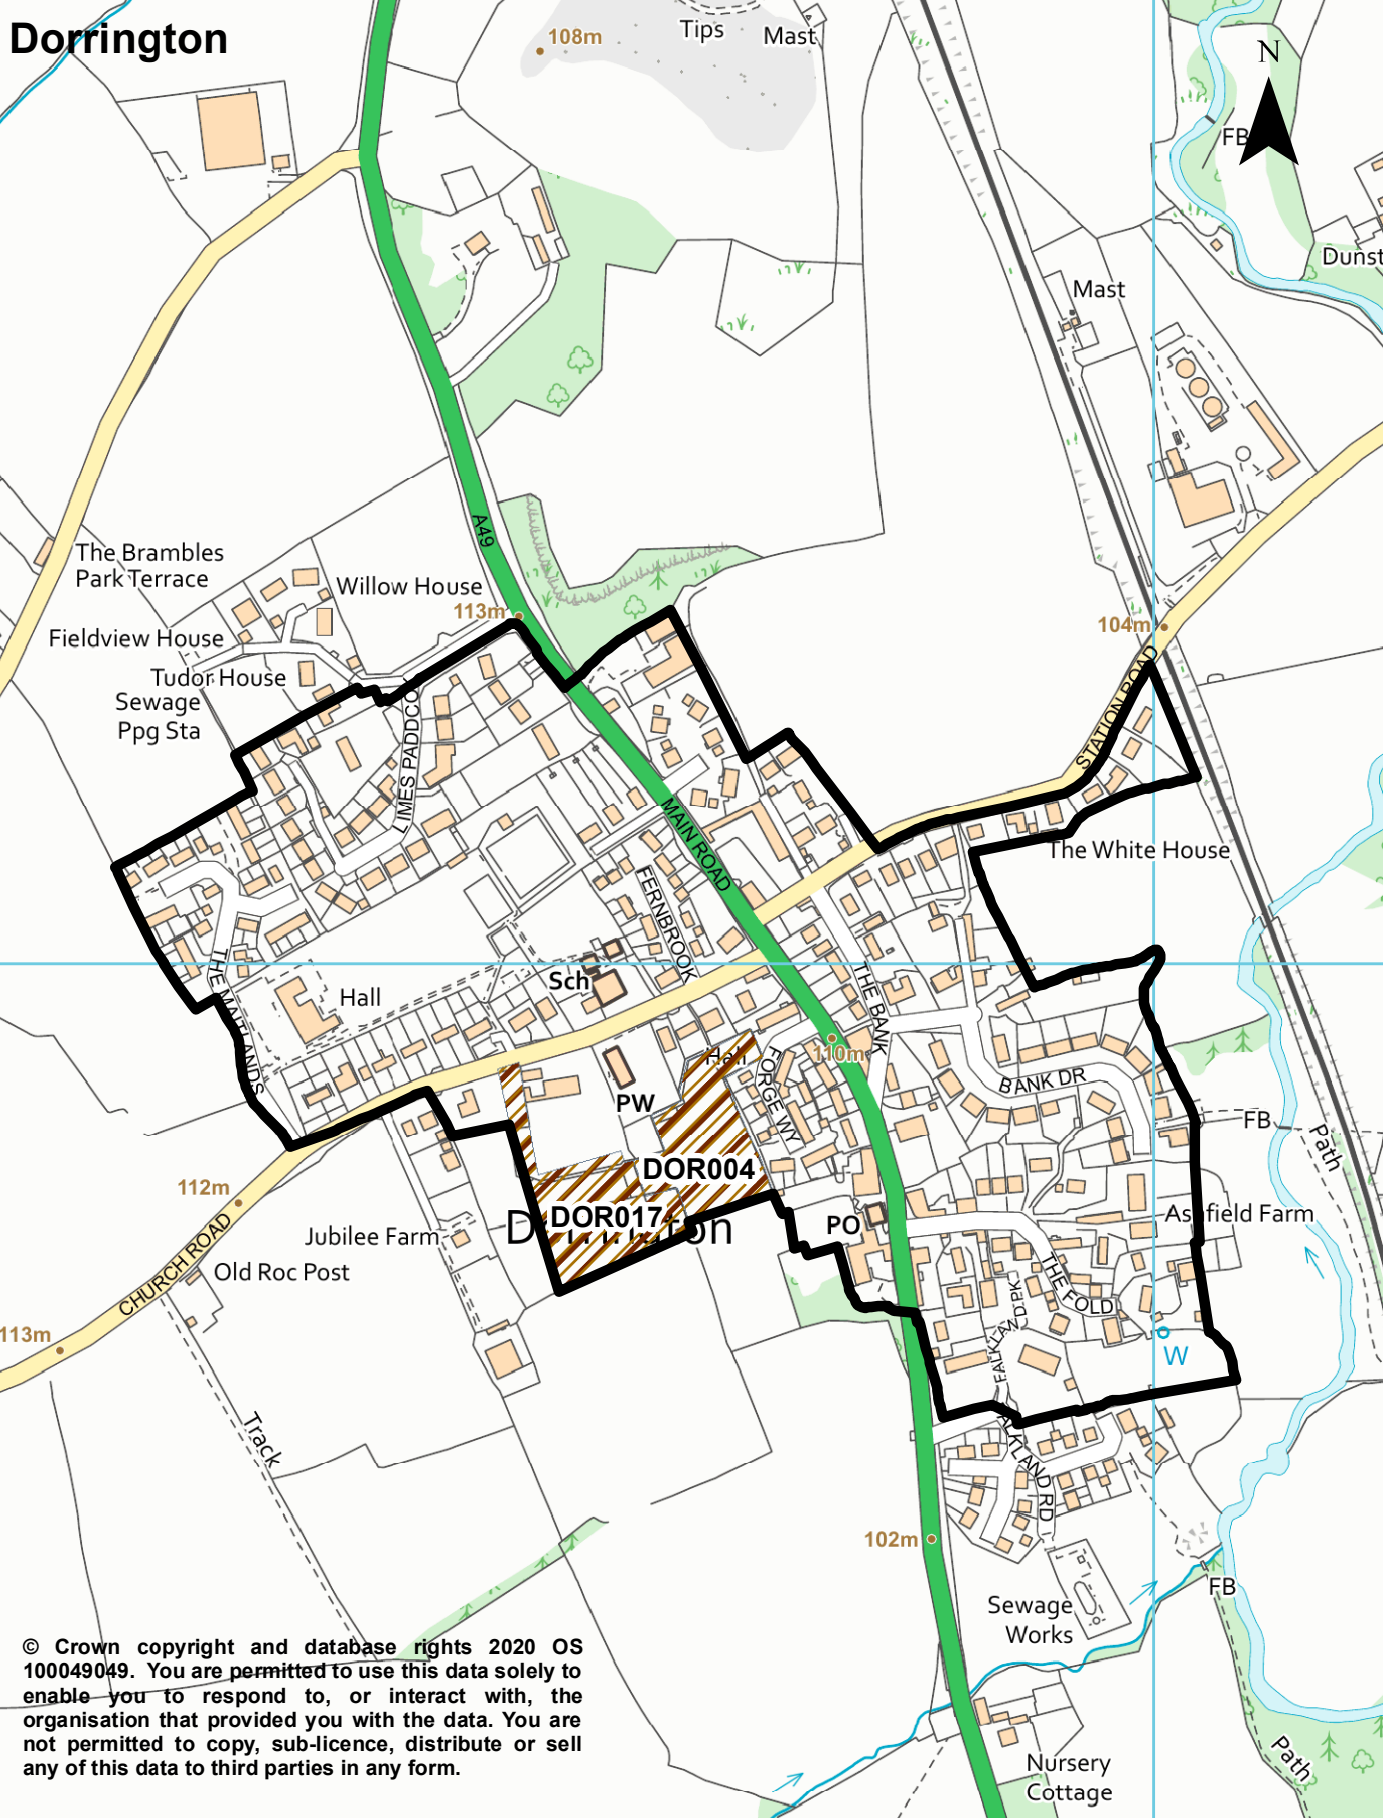 Dorrington
108m
Tips
Mast
N
FB
Dunst
Mast
A49
The Brambles
Park Terrace
Willow House
113m
104m
Fieldview House
Tudor House
Sewage
Ppg Sta
LIMES PADDOC
STATION ROAD
MAIN ROAD
The White House
FERNBROOK
THE MAITLANDS
Sch
Hall
THE BANK
110m
Hall
FORGE WY
BANK DR
PW
FB
Path
DOR004
112m
DOR017
Dorrington
PO
Ashfield Farm
Jubilee Farm
CHURCH ROAD
Old Roc Post
THE FOLD
113m
FALKLAND PK
W
Track
FALKLAND RD
102m
FB
Sewage
Works
© Crown copyright and database rights 2020 OS
100049049. You are permitted to use this data solely to
enable you to respond to, or interact with, the
organisation that provided you with the data. You are
not permitted to copy, sub-licence, distribute or sell
any of this data to third parties in any form.
Path
Nursery
Cottage